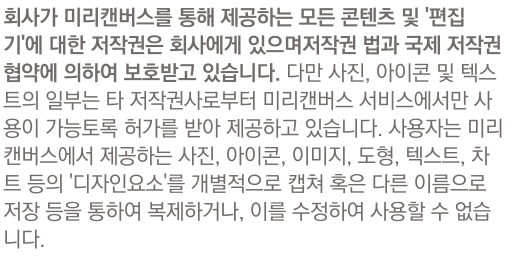 회사가 미리캔버스를 통해 제공하는 모든 콘텐츠 및 '편집
기'에 대한 저작권은 회사에게 있으며저작권 법과 국제 저작권
협약에 의하여 보호받고 있습니다. 다만 사진, 아이콘 및 텍스
트의 일부는 타 저작권사로부터 미리캔버스 서비스에서만 사
용이 가능토록 허가를 받아 제공하고 있습니다. 사용자는 미리
캔버스에서 제공하는 사진, 아이콘, 이미지, 도형, 텍스트, 차
트 등의 '디자인요소'를 개별적으로 캡쳐 혹은 다른 이름으로
저장 등을 통하여 복제하거나, 이를 수정하여 사용할 수 없습
니다.